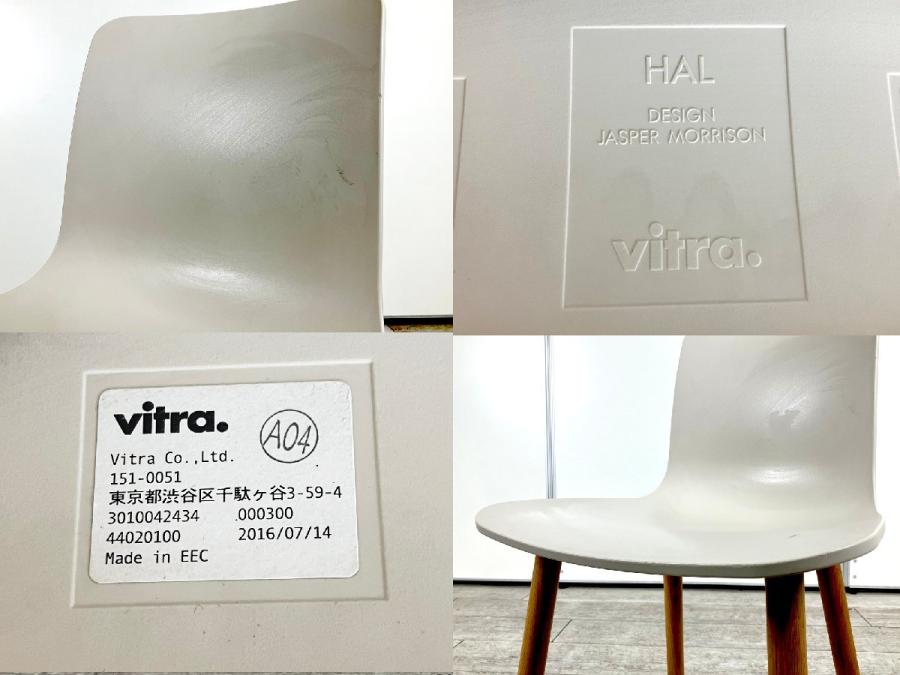 HAL
DESIGN
JASPER MORRISON
vitra.
vitra.
A04
Vitra Co.,Ltd.
151-0051
東京都渋谷区千駄ヶ谷3-59-4
3010042434 000300
44020100 2016/07/14
Made in EEC